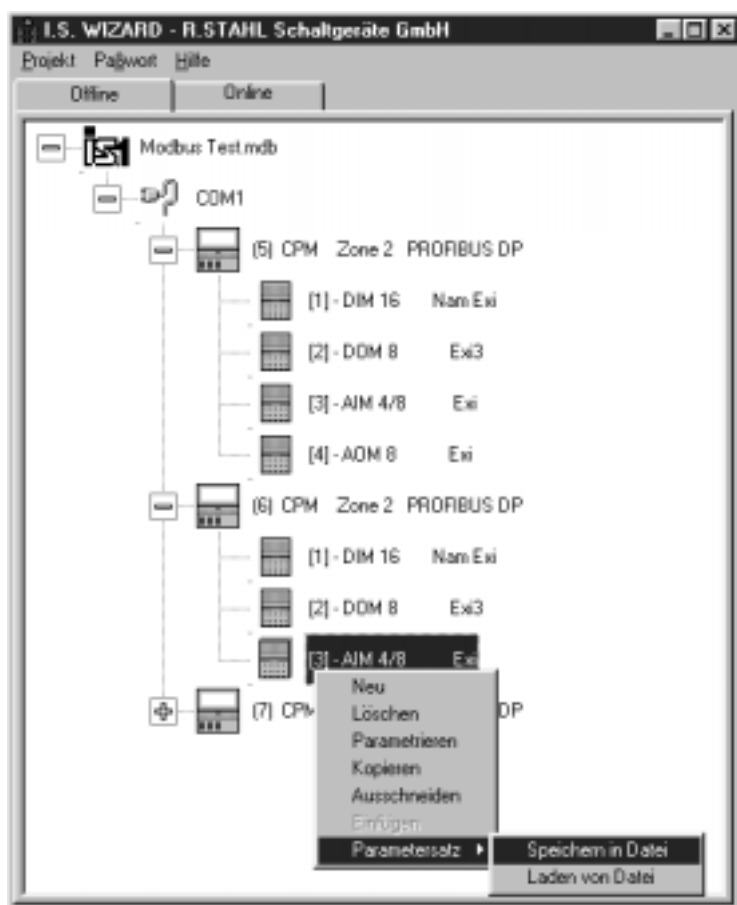 I.S. WIZARD - R.STAHL Schaltgeräte GmbH
Projekt Paßwort Hilfe
Offline Online
is1 Modbus Test.mdb
COM1
(5) CPM Zone 2 PROFIBUS DP
[1] - DIM 16 Nam Exi
[2] - DOM 8 Exi3
[3] - AIM 4/8 Exi
[4] - AOM 8 Exi
(6) CPM Zone 2 PROFIBUS DP
[1] - DIM 16 Nam Exi
[2] - DOM 8 Exi3
[3] - AIM 4/8 Exi
Neu
(7) CPM DP
Löschen
Parametrieren
Kopieren
Ausschneiden
Einfügen
Parametersatz
Speichern in Datei
Laden von Datei